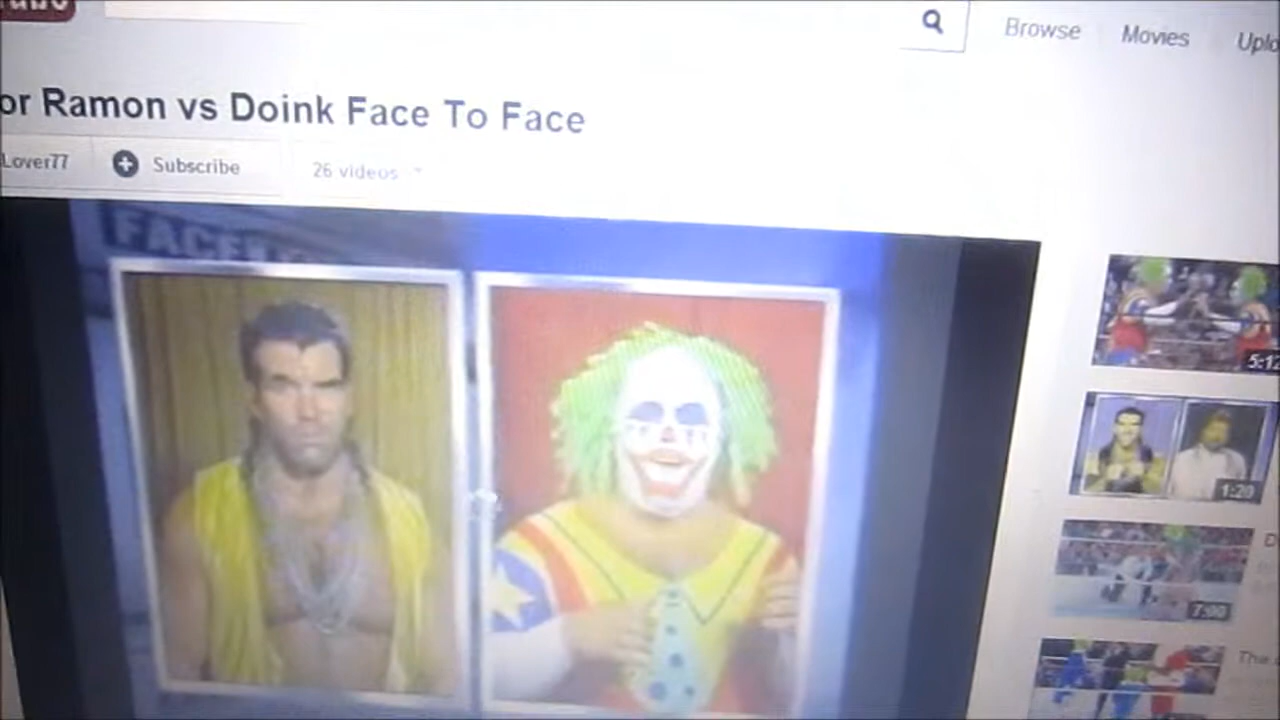 Browse Movies Uplo
or Ramon vs Doink Face To Face
Lover77 Subscribe 26 videos
5:12
1:20
7:00